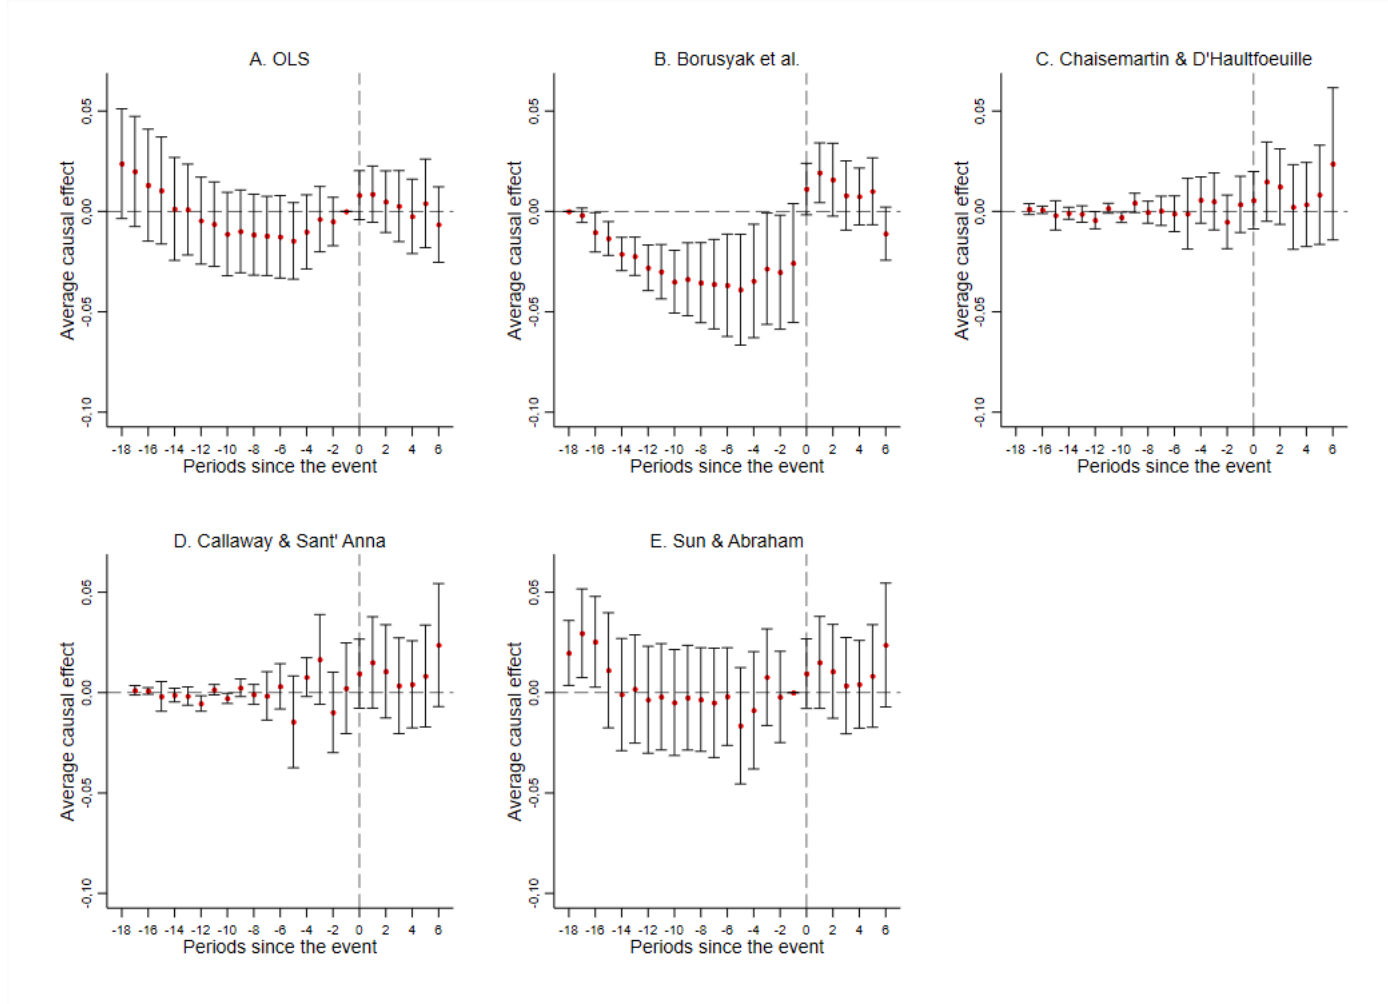 A. OLS
B. Borusyak et al.
C. Chaisemartin & D'Haultfoeuille
Average causal effect
0,05
0,00
-0,05
-0,10
-18 -16 -14 -12 -10 -8 -6 -4 -2 0 2 4 6
Periods since the event
Average causal effect
0,05
0,00
-0,05
-0,10
-18 -16 -14 -12 -10 -8 -6 -4 -2 0 2 4 6
Periods since the event
Average causal effect
0,05
0,00
-0,05
-0,10
-18 -16 -14 -12 -10 -8 -6 -4 -2 0 2 4 6
Periods since the event
D. Callaway & Sant' Anna
E. Sun & Abraham
Average causal effect
0,05
0,00
-0,05
-0,10
-18 -16 -14 -12 -10 -8 -6 -4 -2 0 2 4 6
Periods since the event
Average causal effect
0,05
0,00
-0,05
-0,10
-18 -16 -14 -12 -10 -8 -6 -4 -2 0 2 4 6
Periods since the event